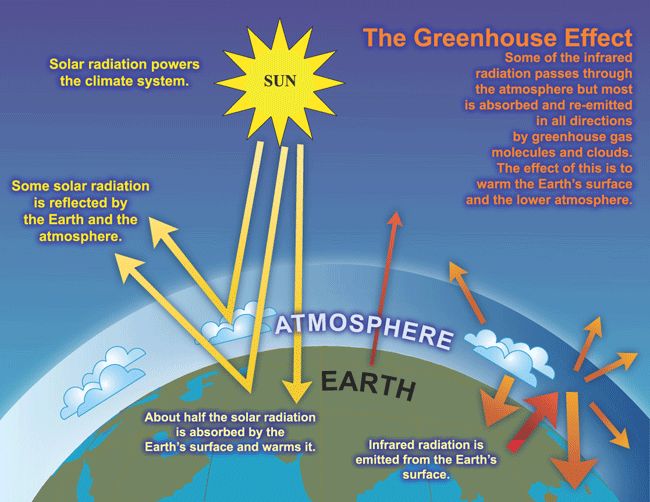 The Greenhouse Effect
Some of the infrared
radiation passes through
the atmosphere but most
is absorbed and re-emitted
in all directions
by greenhouse gas
molecules and clouds.
The effect of this is to
warm the Earth's surface
and the lower atmosphere.
Solar radiation powers
the climate system.
SUN
Some solar radiation
is reflected by
the Earth and the
atmosphere.
ATMOSPHERE
EARTH
About half the solar radiation
is absorbed by the
Earth's surface and warms it.
Infrared radiation is
emitted from the Earth's
surface.